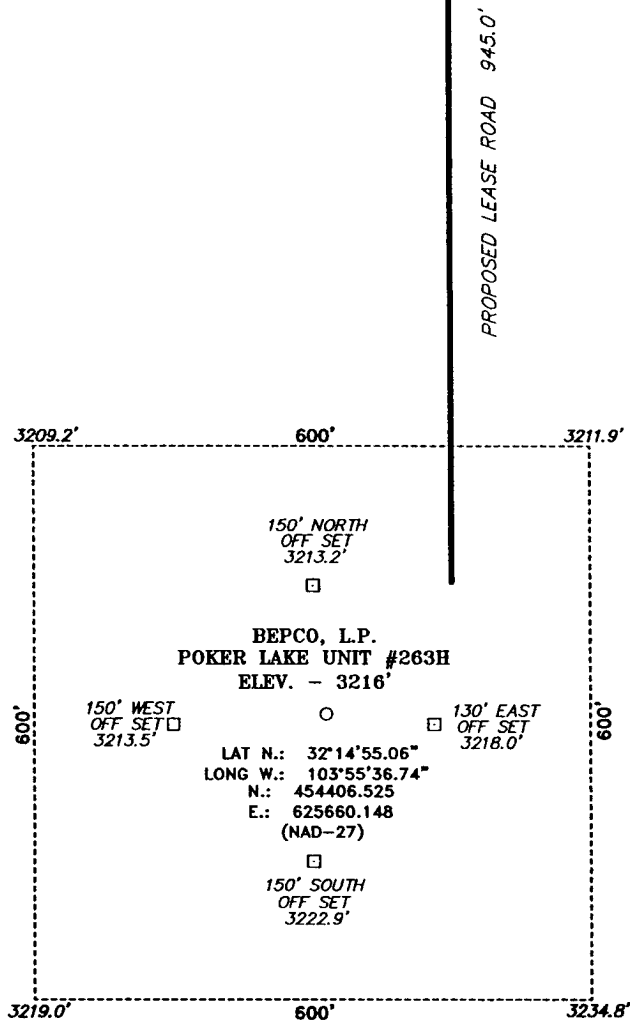 PROPOSED LEASE ROAD 945.0'
3209.2'
600'
3211.9'
150' NORTH
OFF SET
3213.2'
BEPCO, L.P.
POKER LAKE UNIT #263H
ELEV. - 3216'
600'
150' WEST
OFF SET
3213.5'
130' EAST
OFF SET
3218.0'
600'
LAT N.: 32°14'55.06"
LONG W.: 103°55'36.74"
N.: 454406.525
E.: 625660.148
(NAD-27)
150' SOUTH
OFF SET
3222.9'
3219.0'
600'
3234.8'